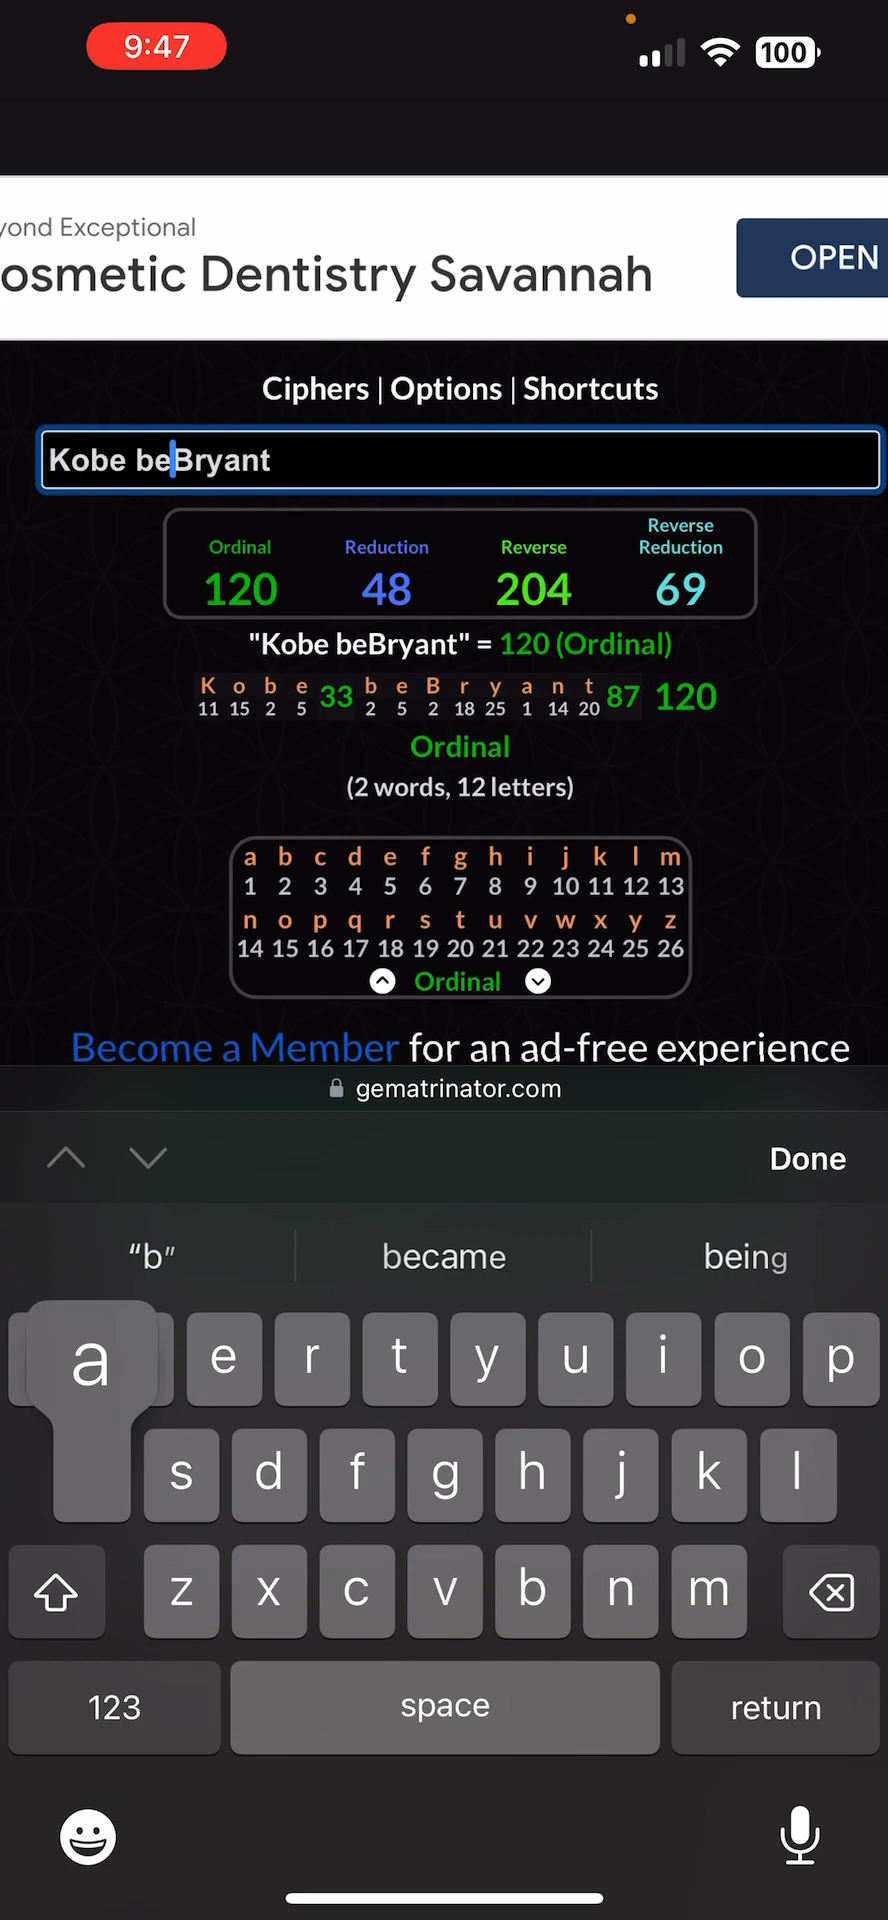 9:47
100
yond Exceptional
osmetic Dentistry Savannah
OPEN
Ciphers | Options | Shortcuts
Kobe beBryant
Ordinal Reduction Reverse Reverse Reduction
120 48 204 69
"Kobe beBryant" = 120 (Ordinal)
K o b e 33 b e B r y a n t 87 120
11 15 2 5 2 5 2 18 25 1 14 20
Ordinal
(2 words, 12 letters)
a b c d e f g h i j k l m
1 2 3 4 5 6 7 8 9 10 11 12 13
n o p q r s t u v w x y z
14 15 16 17 18 19 20 21 22 23 24 25 26
Ordinal
Become a Member for an ad-free experience
gematrinator.com
Done
“b” became being
a e r t y u i o p
s d f g h j k l
z x c v b n m
123 space return